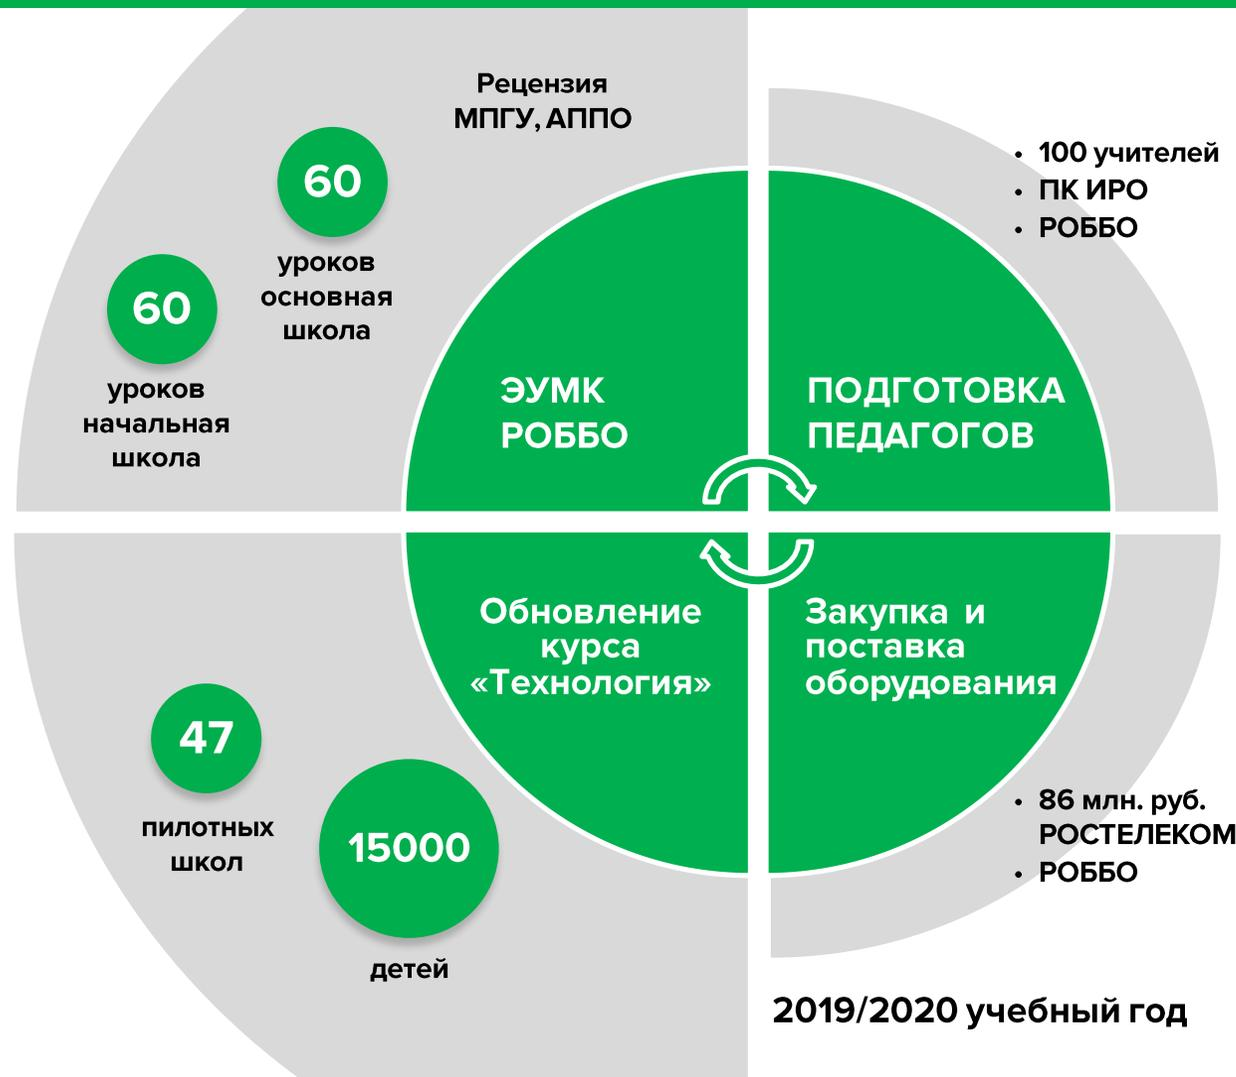 Рецензия
МПГУ, АППО
60
уроков
основная
школа
60
уроков
начальная
школа
ЭУМК
РОББО
• 100 учителей
• ПК ИРО
• РОББО
ПОДГОТОВКА
ПЕДАГОГОВ
Обновление
курса
«Технология»
47
пилотных
школ
15000
детей
Закупка и
поставка
оборудования
• 86 млн. руб.
РОСТЕЛЕКОМ
• РОББО
2019/2020 учебный год